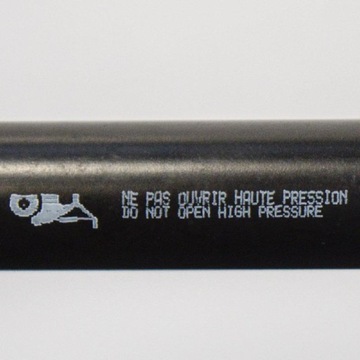 NE PAS OUVRIR HAUTE PRESSION
DO NOT OPEN HIGH PRESSURE